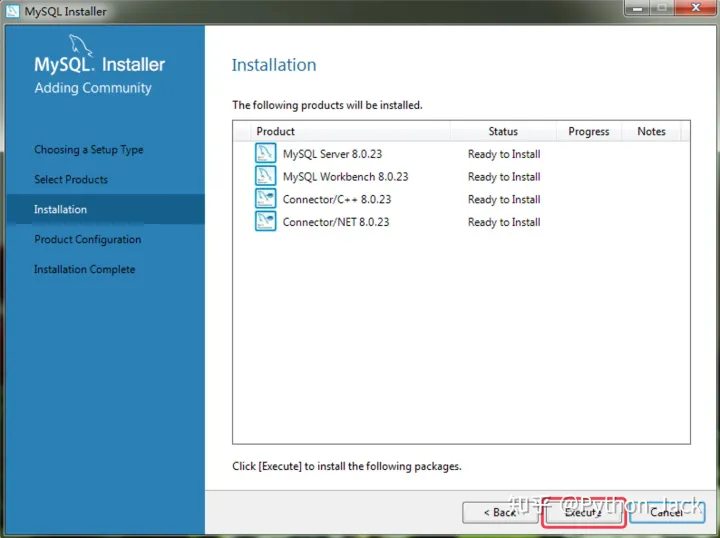 MySQL Installer
MySQL. Installer
Adding Community
Choosing a Setup Type
Select Products
Installation
Product Configuration
Installation Complete
Installation
The following products will be installed.
Product Status Progress Notes
MySQL Server 8.0.23 Ready to Install
MySQL Workbench 8.0.23 Ready to Install
Connector/C++ 8.0.23 Ready to Install
Connector/NET 8.0.23 Ready to Install
Click [Execute] to install the following packages.
< Back Execute Cancel
知乎 @Python_Jack